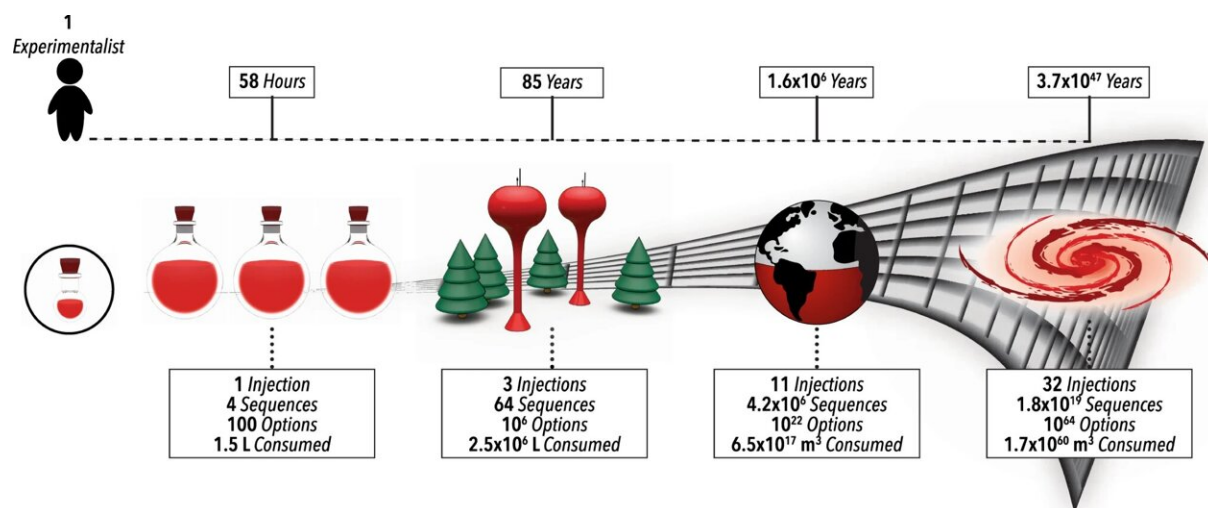 1
Experimentalist
58 Hours
85 Years
1.6x10⁶ Years
3.7x10⁴⁷ Years
1 Injection
4 Sequences
100 Options
1.5 L Consumed
3 Injections
64 Sequences
10⁶ Options
2.5x10⁶ L Consumed
11 Injections
4.2x10⁶ Sequences
10²² Options
6.5x10¹⁷ m³ Consumed
32 Injections
1.8x10¹⁹ Sequences
10⁶⁴ Options
1.7x10⁶⁰ m³ Consumed